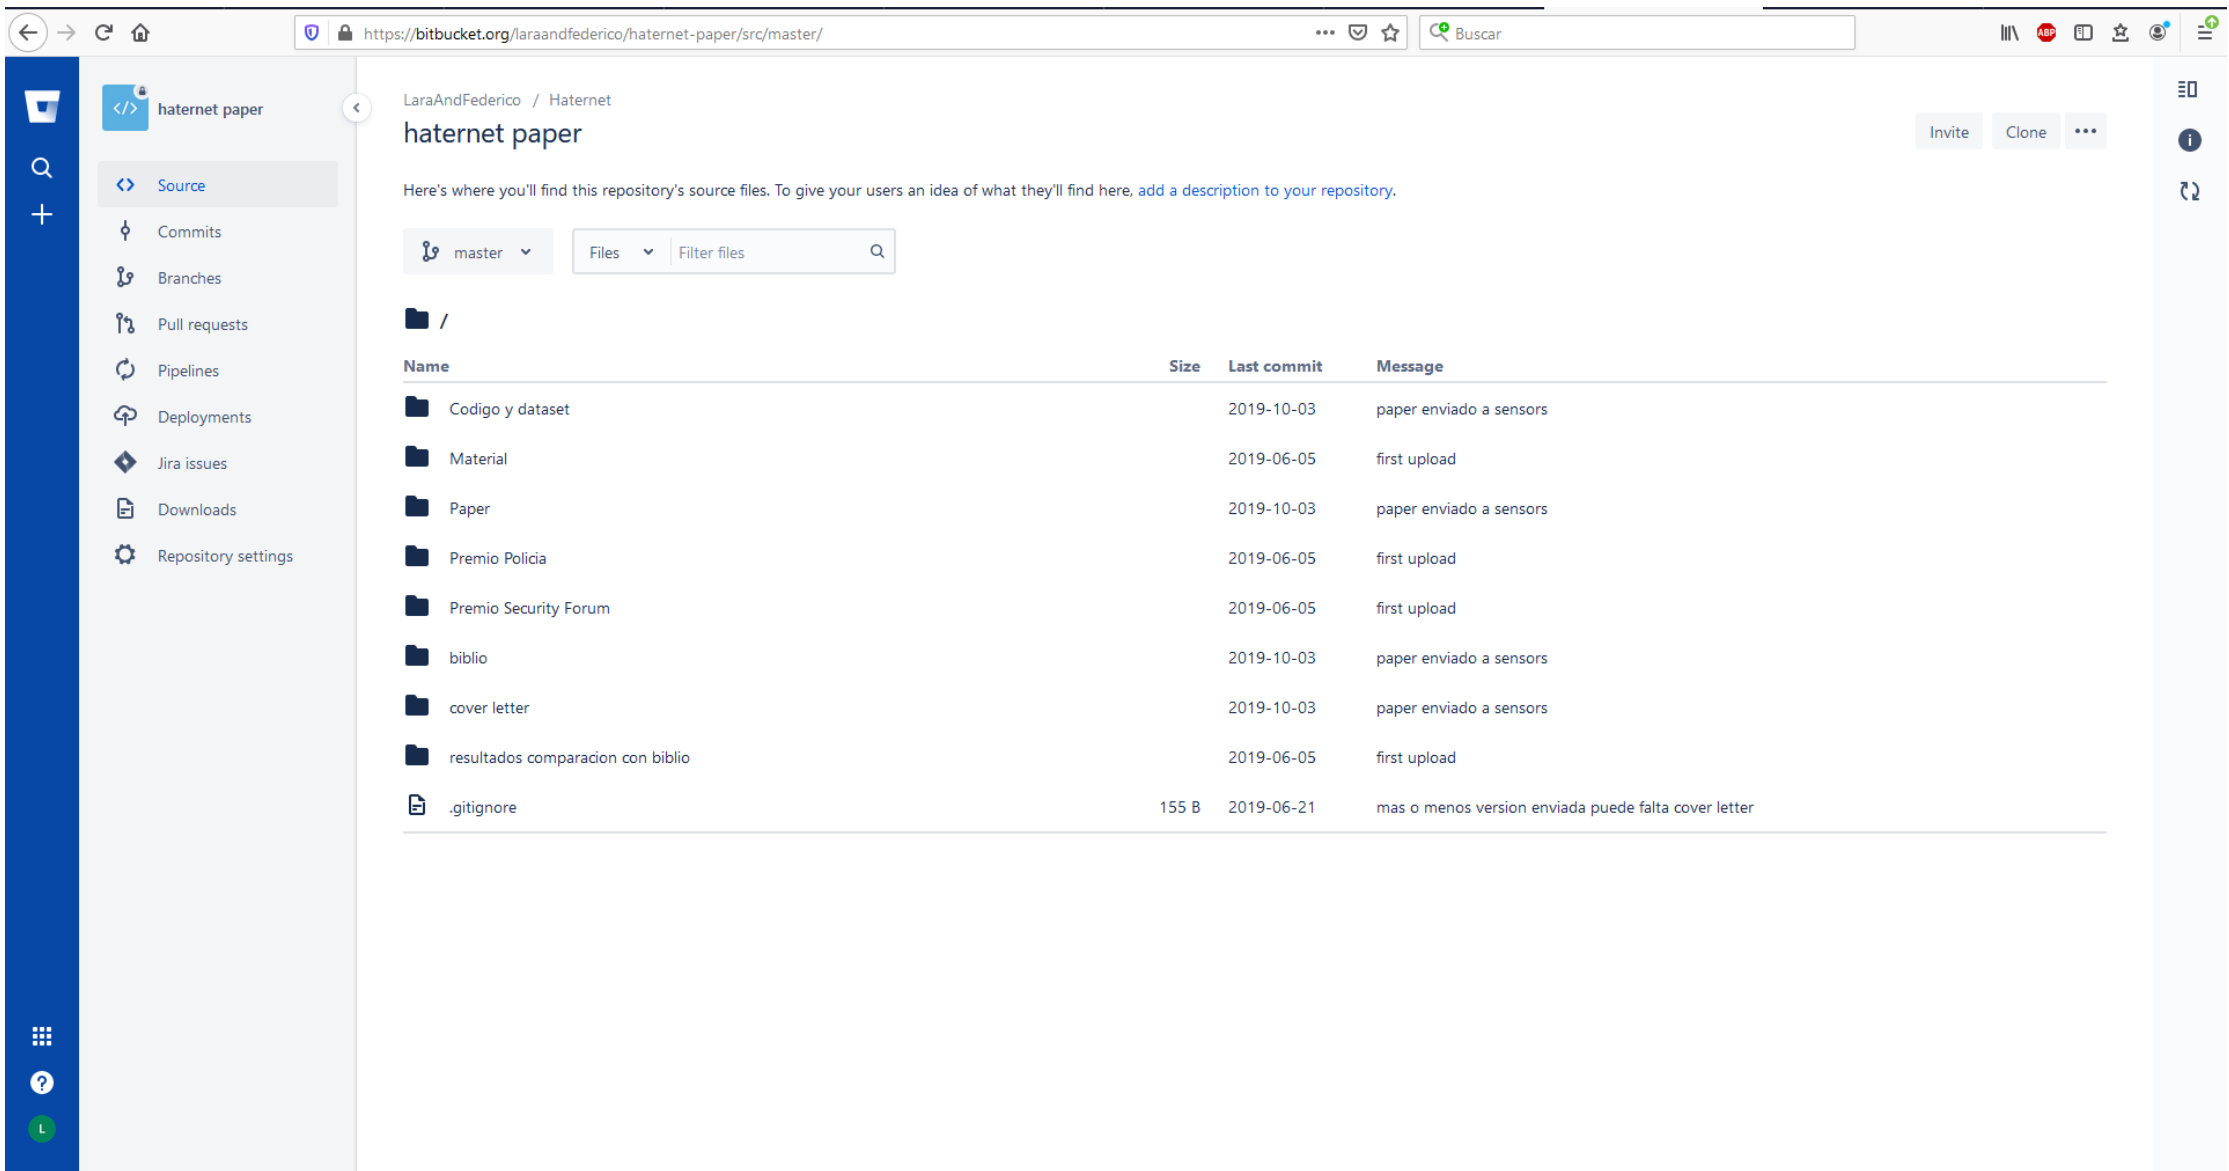 https://bitbucket.org/laraandfederico/haternet-paper/src/master/
Buscar
ABP
haternet paper
Source
Commits
Branches
Pull requests
Pipelines
Deployments
Jira issues
Downloads
Repository settings
L
LaraAndFederico / Haternet
haternet paper
Invite Clone
Here's where you'll find this repository's source files. To give your users an idea of what they'll find here, add a description to your repository.
master Files Filter files
/
Name Size Last commit Message
Codigo y dataset 2019-10-03 paper enviado a sensors
Material 2019-06-05 first upload
Paper 2019-10-03 paper enviado a sensors
Premio Policia 2019-06-05 first upload
Premio Security Forum 2019-06-05 first upload
biblio 2019-10-03 paper enviado a sensors
cover letter 2019-10-03 paper enviado a sensors
resultados comparacion con biblio 2019-06-05 first upload
.gitignore 155 B 2019-06-21 mas o menos version enviada puede falta cover letter